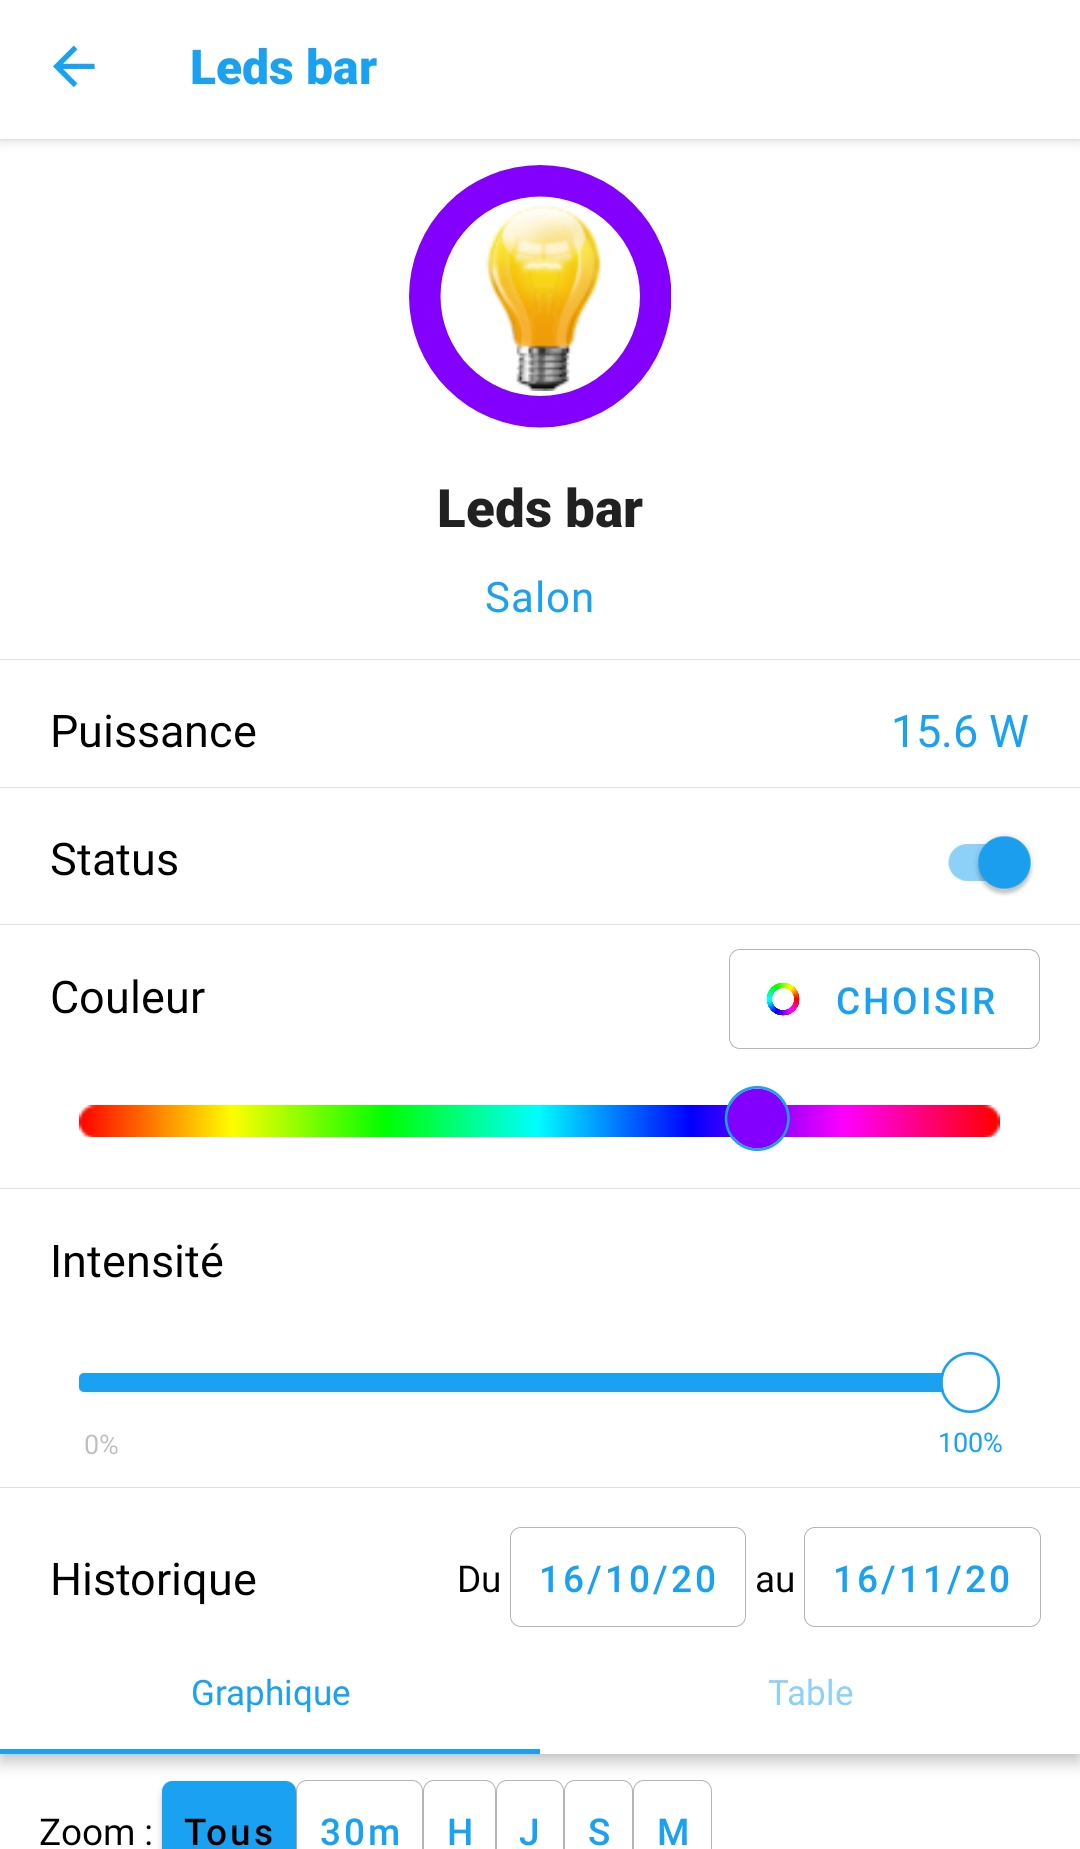 Leds bar
Leds bar
Salon
Puissance 15.6 W
Status
Couleur CHOISIR
Intensité
0% 100%
Historique Du 16/10/20 au 16/11/20
Graphique Table
Zoom : Tous 30m H J S M